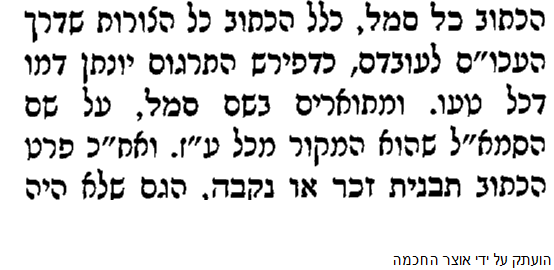 הכתוב כל סמל, כלל הכתוב כל הצורות שדרך
העכו"ם לעובדם, כדפירש התרגום יונתן דמו
דכל טעו. ומתוארים בשם סמל, על שם
הסמא"ל שהוא המקור מכל ע"ז. ואח"כ פרט
הכתוב תבנית זכר או נקבה, הגם שלא היה
הועתק על ידי אוצר החכמה